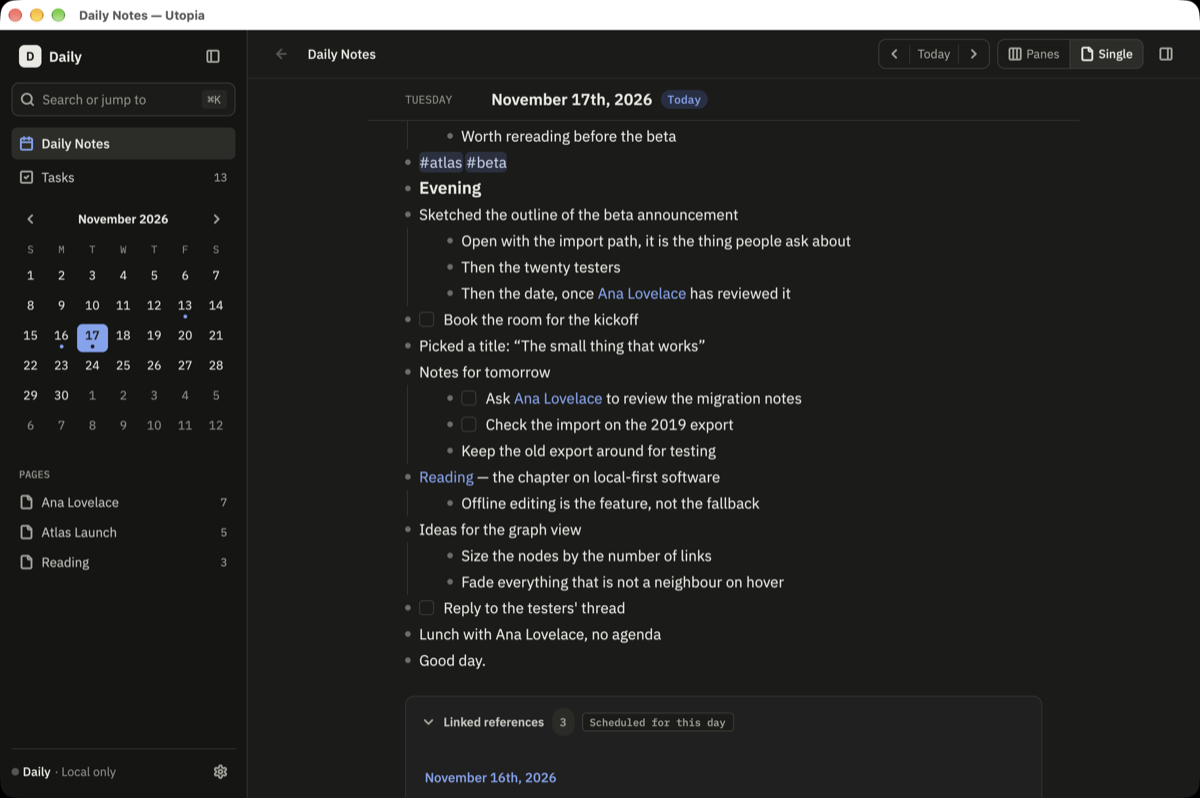 Daily Notes — Utopia
D Daily
Search or jump to ⌘K
Daily Notes
Tasks 13
November 2026
S M T W T F S
1 2 3 4 5 6 7
8 9 10 11 12 13 14
15 16 17 18 19 20 21
22 23 24 25 26 27 28
29 30 1 2 3 4 5
6 7 8 9 10 11 12
PAGES
Ana Lovelace 7
Atlas Launch 5
Reading 3
Daily · Local only
Daily Notes
Today
Panes
Single
TUESDAY November 17th, 2026 Today
Worth rereading before the beta
#atlas #beta
Evening
Sketched the outline of the beta announcement
Open with the import path, it is the thing people ask about
Then the twenty testers
Then the date, once Ana Lovelace has reviewed it
Book the room for the kickoff
Picked a title: “The small thing that works”
Notes for tomorrow
Ask Ana Lovelace to review the migration notes
Check the import on the 2019 export
Keep the old export around for testing
Reading — the chapter on local-first software
Offline editing is the feature, not the fallback
Ideas for the graph view
Size the nodes by the number of links
Fade everything that is not a neighbour on hover
Reply to the testers' thread
Lunch with Ana Lovelace, no agenda
Good day.
Linked references 3 Scheduled for this day
November 16th, 2026